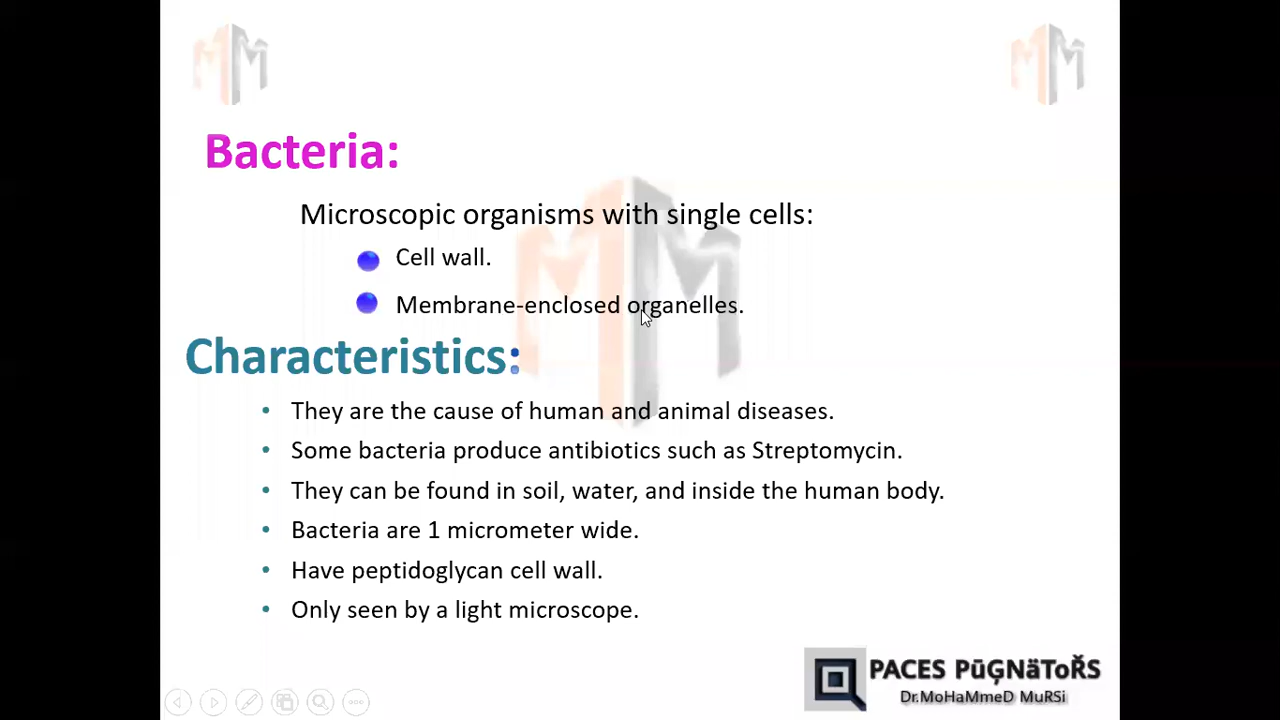 Bacteria:
Microscopic organisms with single cells:
Cell wall.
Membrane-enclosed organelles.
Characteristics:
• They are the cause of human and animal diseases.
• Some bacteria produce antibiotics such as Streptomycin.
• They can be found in soil, water, and inside the human body.
• Bacteria are 1 micrometer wide.
• Have peptidoglycan cell wall.
• Only seen by a light microscope.
PACES PūĢNäToŘS
Dr.MoHaMmeD MuRSi